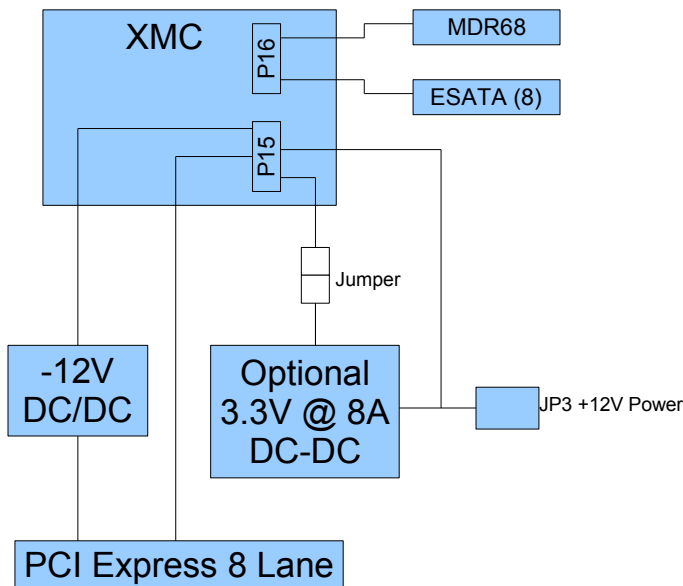 XMC
P16
MDR68
ESATA (8)
P15
Jumper
-12V
DC/DC
Optional
3.3V @ 8A
DC-DC
JP3 +12V Power
PCI Express 8 Lane